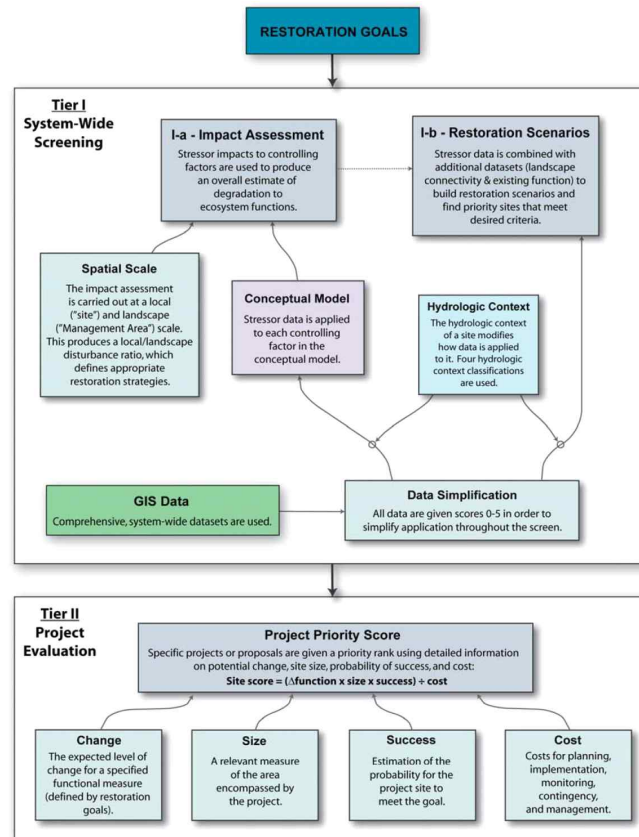 RESTORATION GOALS
Tier I
System-Wide
Screening
I-a - Impact Assessment
Stressor impacts to controlling
factors are used to produce
an overall estimate of
degradation to
ecosystem functions.
I-b - Restoration Scenarios
Stressor data is combined with
additional datasets (landscape
connectivity & existing function) to
build restoration scenarios and
find priority sites that meet
desired criteria.
Spatial Scale
The impact assessment
is carried out at a local
("site") and landscape
("Management Area") scale.
This produces a local/landscape
disturbance ratio, which
defines appropriate
restoration strategies.
Conceptual Model
Stressor data is applied
to each controlling
factor in the
conceptual model.
Hydrologic Context
The hydrologic context
of a site modifies
how data is applied
to it. Four hydrologic
context classifications
are used.
GIS Data
Comprehensive, system-wide datasets are used.
Data Simplification
All data are given scores 0-5 in order to
simplify application throughout the screen.
Tier II
Project
Evaluation
Project Priority Score
Specific projects or proposals are given a priority rank using detailed information
on potential change, site size, probability of success, and cost:
Site score = (Δfunction x size x success) ÷ cost
Change
The expected level of
change for a specified
functional measure
(defined by restoration
goals).
Size
A relevant measure
of the area
encompassed by
the project.
Success
Estimation of the
probability for the
project site to
meet the goal.
Cost
Costs for planning,
implementation,
monitoring,
contingency,
and management.